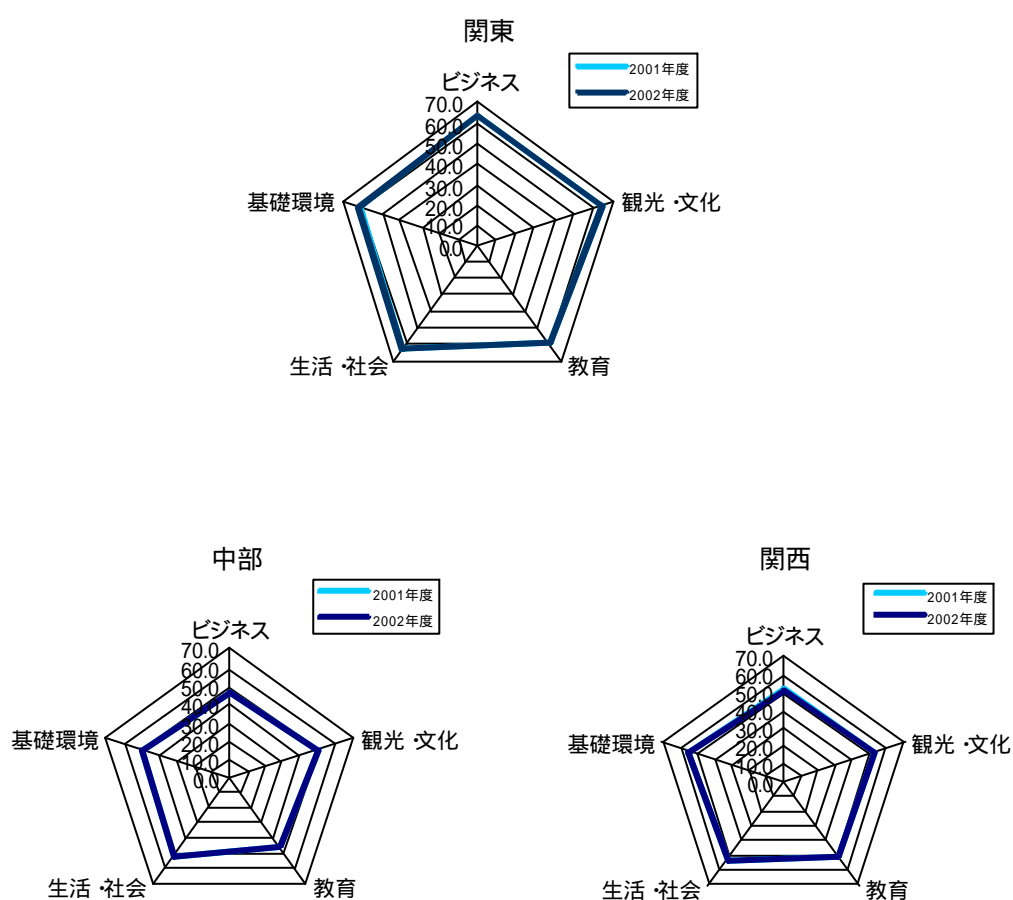 関東
2001年度
2002年度
ビジネス
70.0
60.0
50.0
40.0
30.0
20.0
10.0
0.0
基礎環境
観光・文化
生活・社会
教育
中部
2001年度
2002年度
ビジネス
70.0
60.0
50.0
40.0
30.0
20.0
10.0
0.0
基礎環境
観光・文化
生活・社会
教育
関西
2001年度
2002年度
ビジネス
70.0
60.0
50.0
40.0
30.0
20.0
10.0
0.0
基礎環境
観光・文化
生活・社会
教育